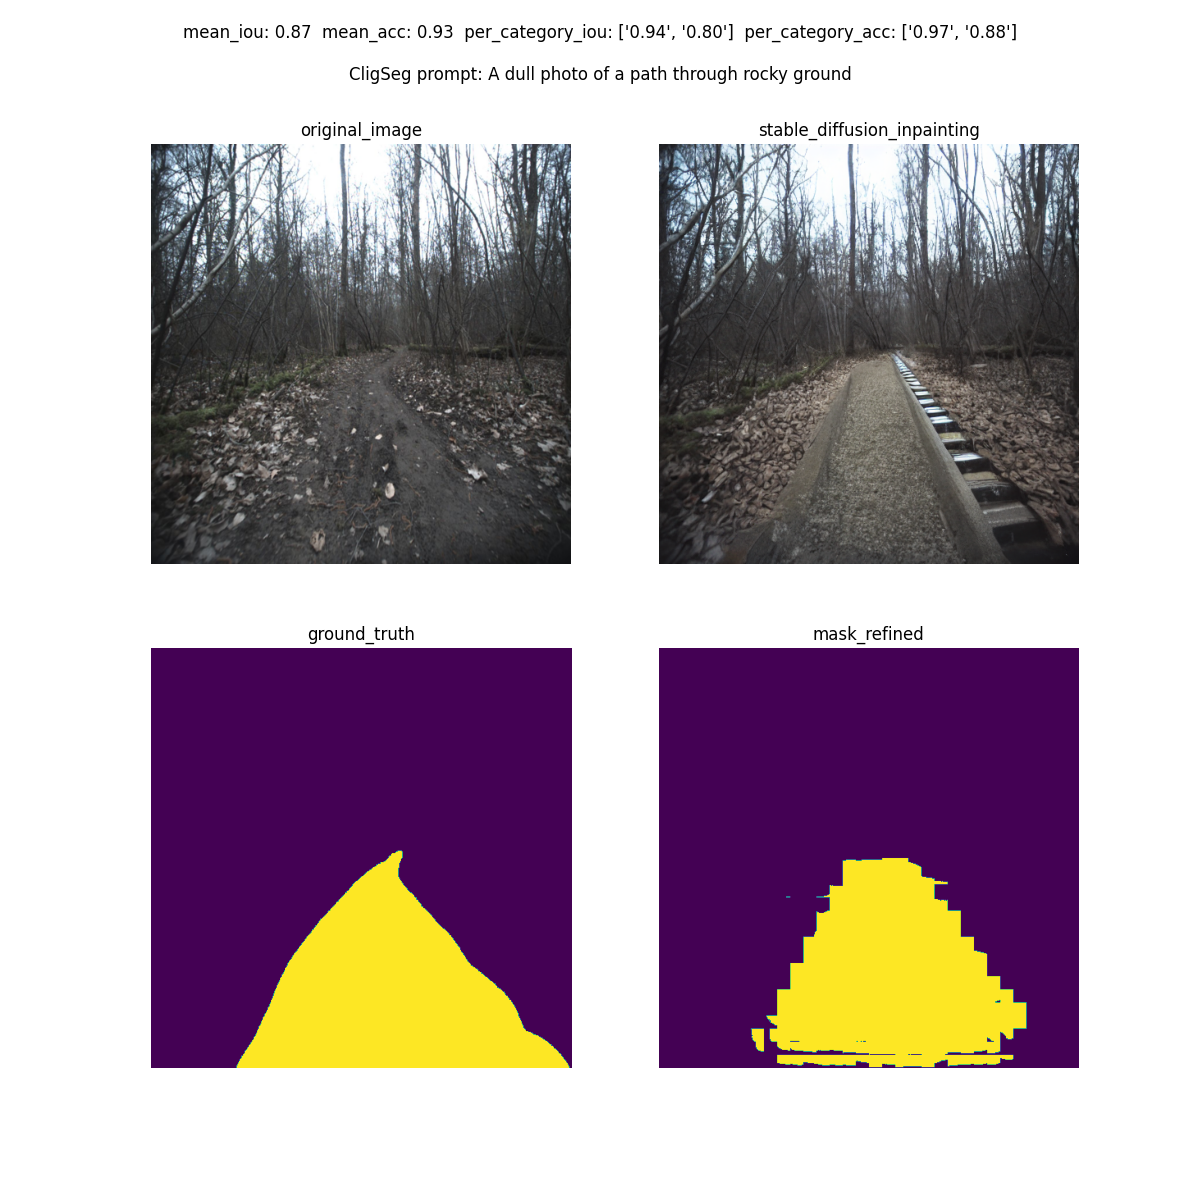 mean_iou: 0.87  mean_acc: 0.93  per_category_iou: ['0.94', '0.80']  per_category_acc: ['0.97', '0.88']
CligSeg prompt: A dull photo of a path through rocky ground
original_image
stable_diffusion_inpainting
ground_truth
mask_refined